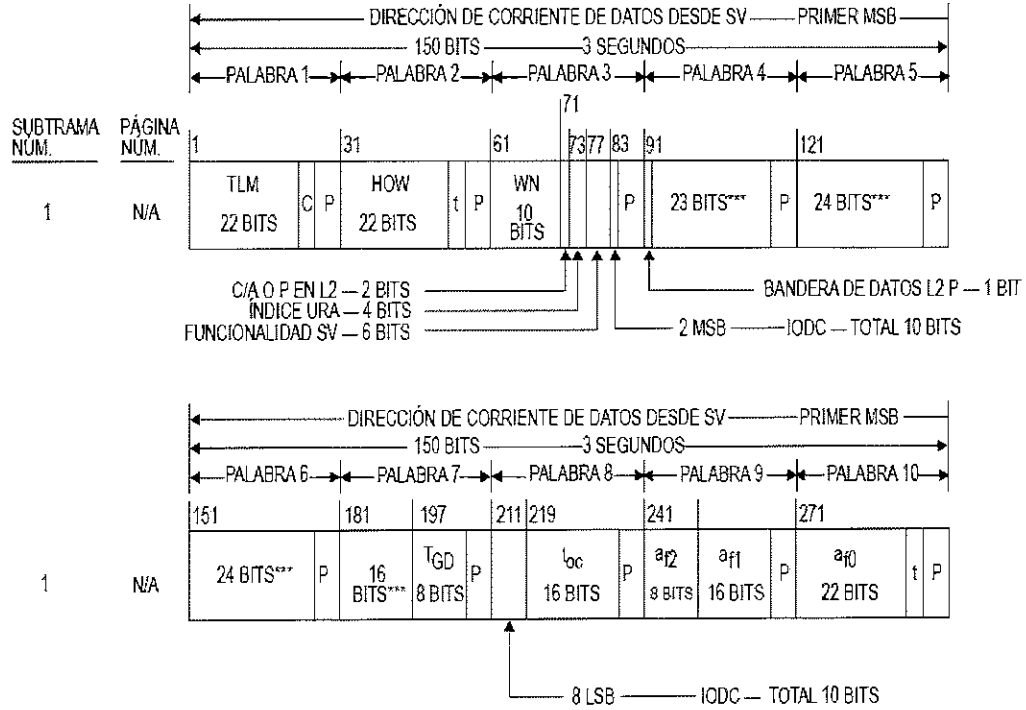 DIRECCIÓN DE CORRIENTE DE DATOS DESDE SV PRIMER MSB
150 BITS 3 SEGUNDOS
PALABRA 1 PALABRA 2 PALABRA 3 PALABRA 4 PALABRA 5
SUBTRAMA NÚM. PÁGINA NÚM.
1 31 61 71 73 77 83 91 121
1 N/A
TLM 22 BITS C P
HOW 22 BITS t P
WN 10 BITS P
23 BITS*** P
24 BITS*** P
C/A O P EN L2 — 2 BITS
ÍNDICE URA — 4 BITS
FUNCIONALIDAD SV — 6 BITS
BANDERA DE DATOS L2 P — 1 BIT
2 MSB IODC — TOTAL 10 BITS
DIRECCIÓN DE CORRIENTE DE DATOS DESDE SV PRIMER MSB
150 BITS 3 SEGUNDOS
PALABRA 6 PALABRA 7 PALABRA 8 PALABRA 9 PALABRA 10
151 181 197 211 219 241 271
1 N/A
24 BITS*** P
16 BITS***
TGD 8 BITS P
toc 16 BITS P
af2 8 BITS
af1 16 BITS P
af0 22 BITS t P
8 LSB IODC — TOTAL 10 BITS